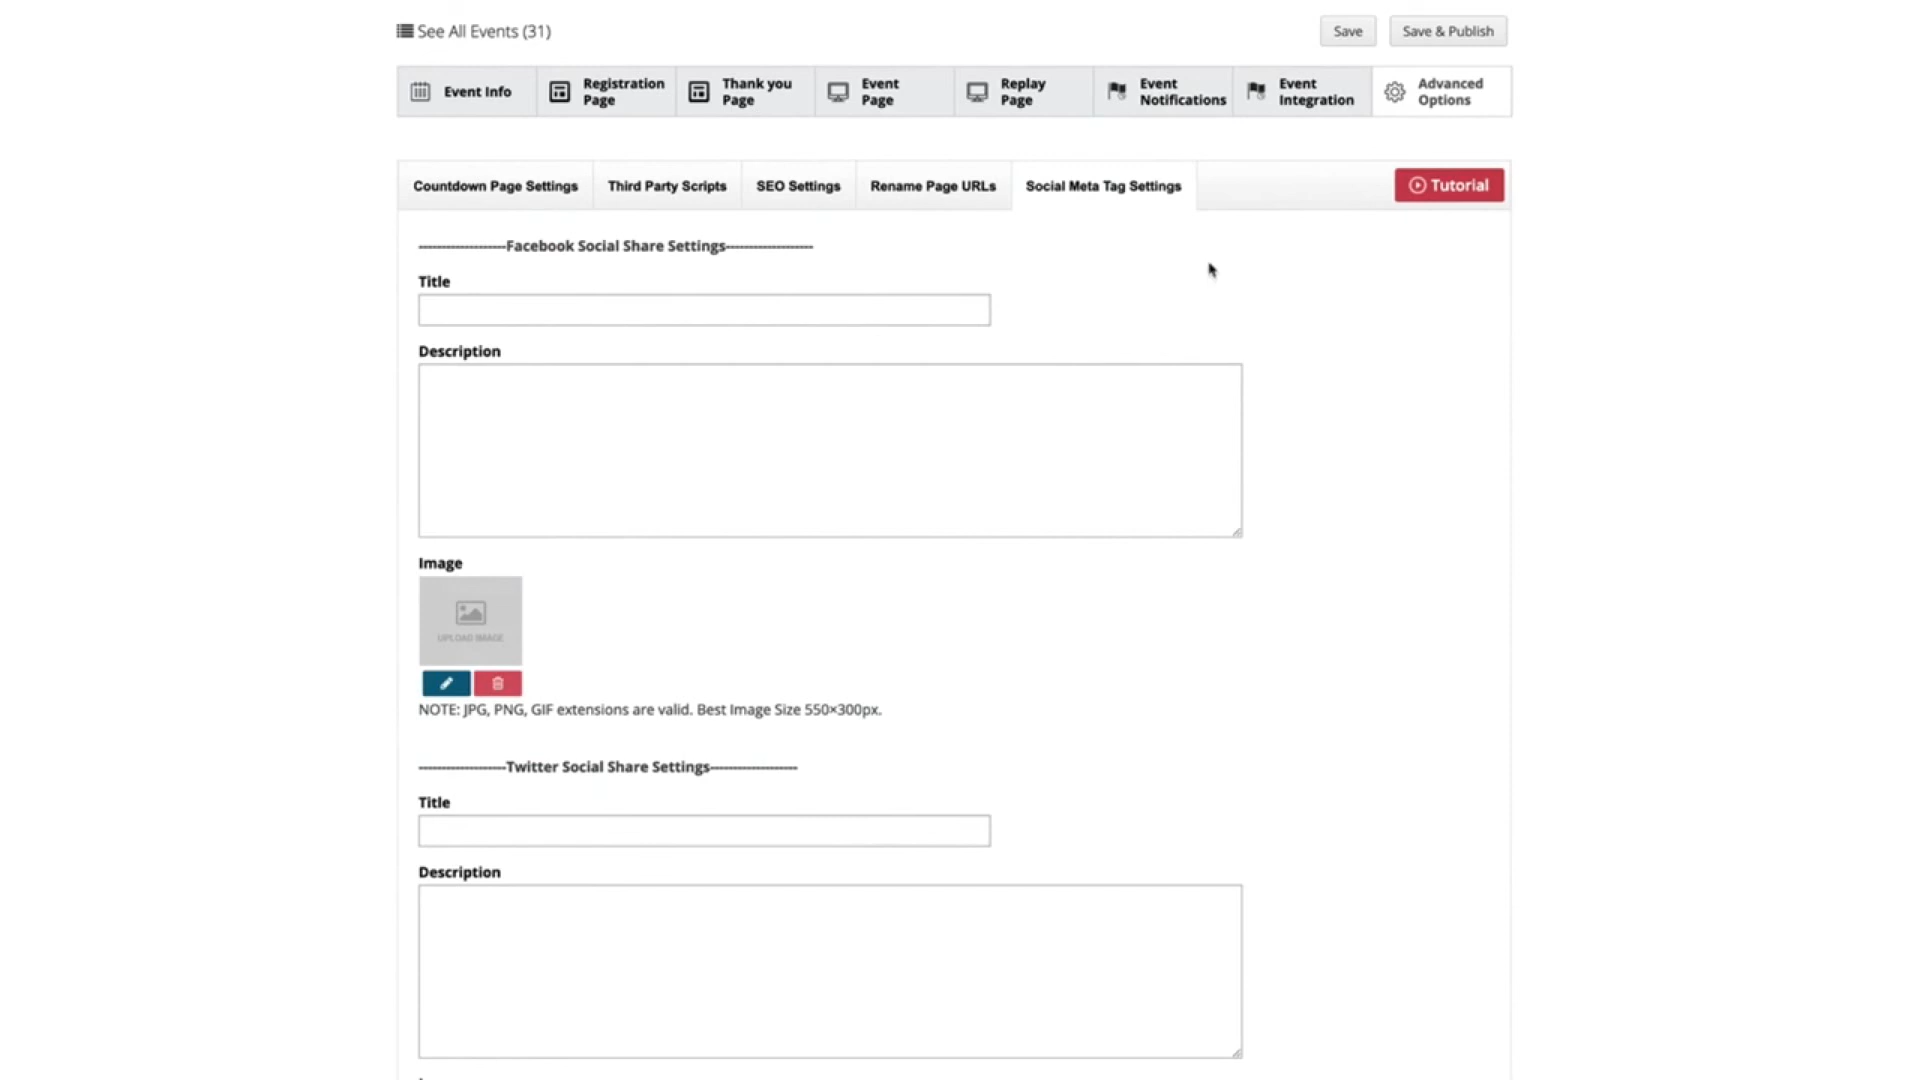 See All Events (31)
Save
Save & Publish
Event Info
Registration
Page
Thank you
Page
Event
Page
Replay
Page
Event
Notifications
Event
Integration
Advanced
Options
Countdown Page Settings
Third Party Scripts
SEO Settings
Rename Page URLs
Social Meta Tag Settings
Tutorial
-------------------Facebook Social Share Settings-------------------
Title
Description
Image
UPLOAD IMAGE
NOTE: JPG, PNG, GIF extensions are valid. Best Image Size 550×300px.
-------------------Twitter Social Share Settings-------------------
Title
Description